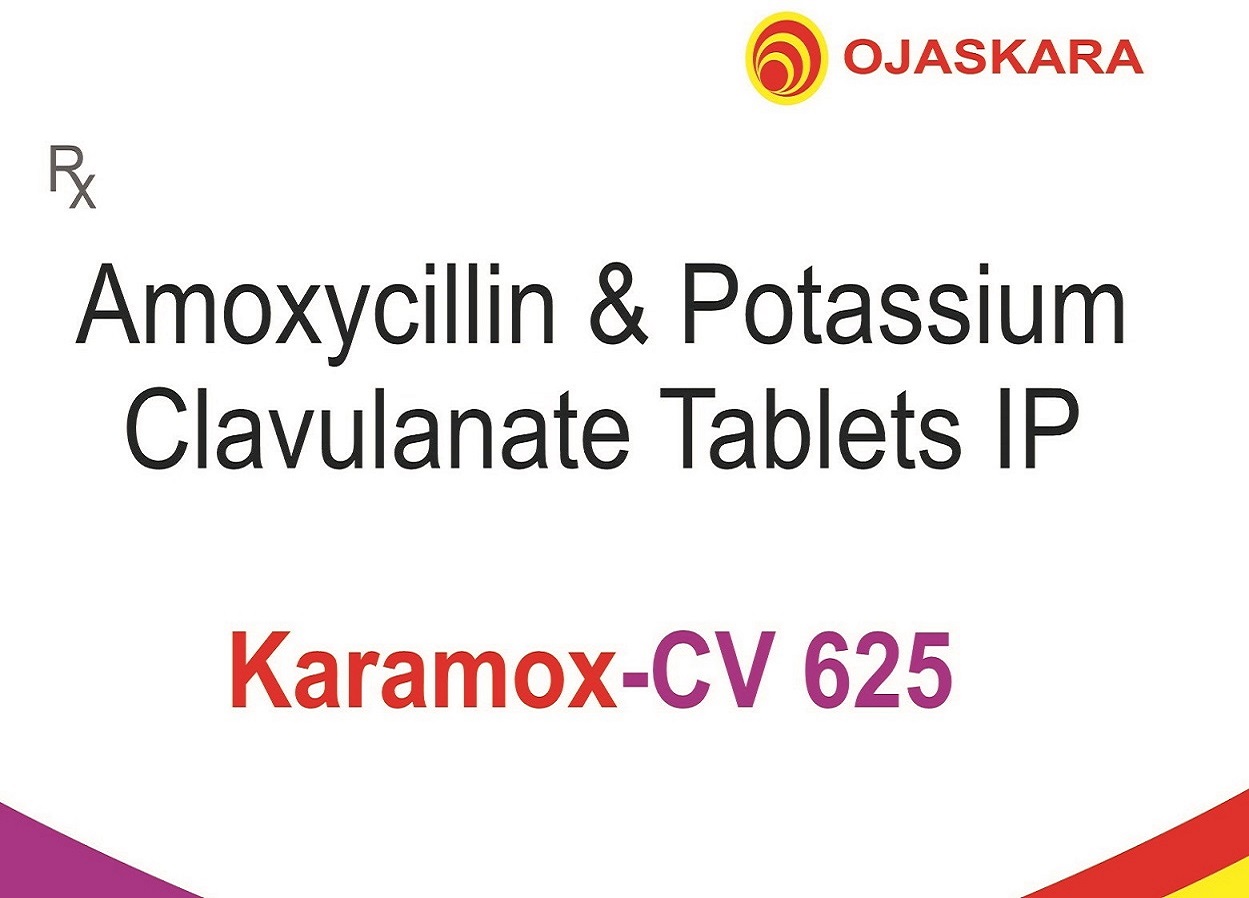 OJASKARA
Rx
Amoxycillin & Potassium
Clavulanate Tablets IP
Karamox-CV 625